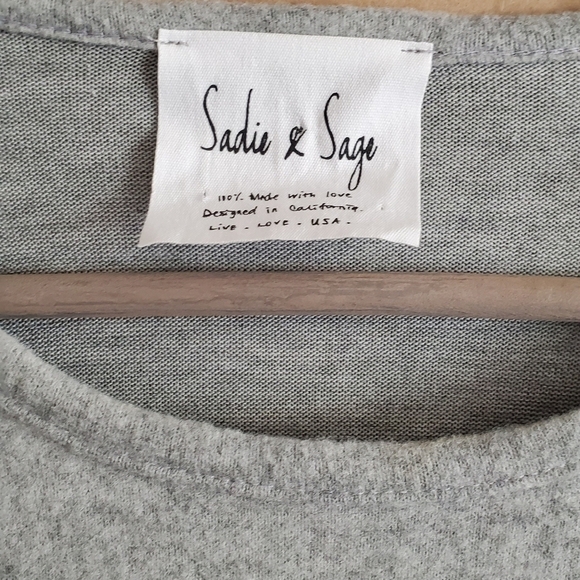 Sadie & Sage
100% Made with love
Designed in California.
LIVE - LOVE - USA -